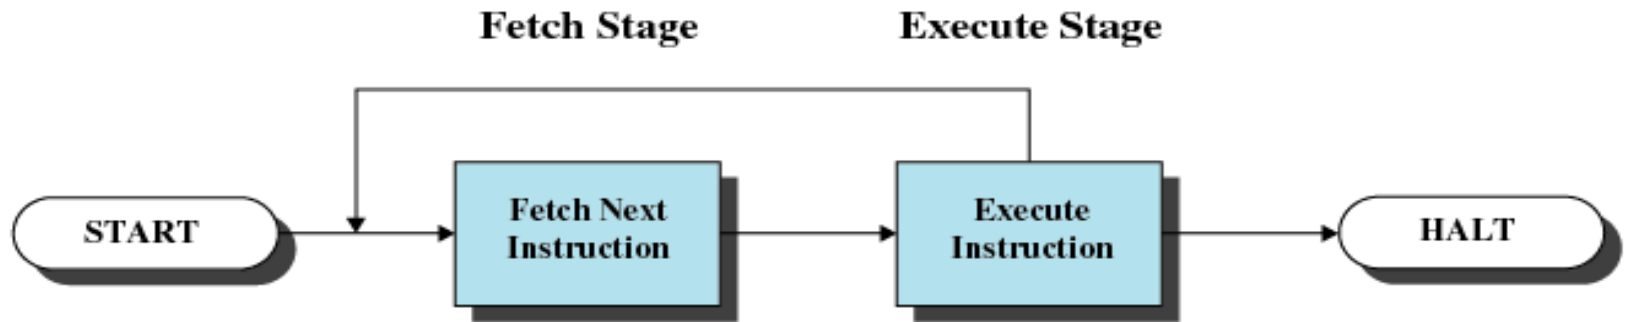 Fetch Stage
Execute Stage
START
Fetch Next
Instruction
Execute
Instruction
HALT